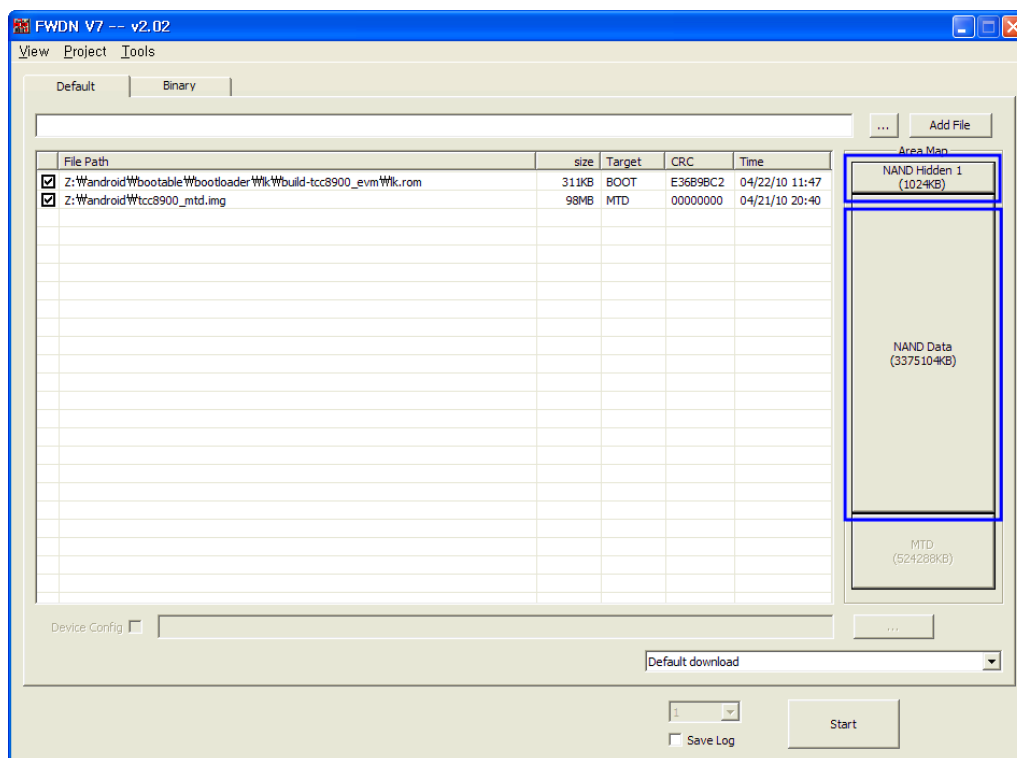 FWDN V7 -- v2.02
View Project Tools
Default Binary
... Add File
File Path size Target CRC Time
Z:₩android₩bootable₩bootloader₩lk₩build-tcc8900_evm₩lk.rom 311KB BOOT E36B9BC2 04/22/10 11:47
Z:₩android₩tcc8900_mtd.img 98MB MTD 00000000 04/21/10 20:40
Area Map
NAND Hidden 1
(1024KB)
NAND Data
(3375104KB)
MTD
(524288KB)
Device Config ...
Default download
1
Save Log
Start